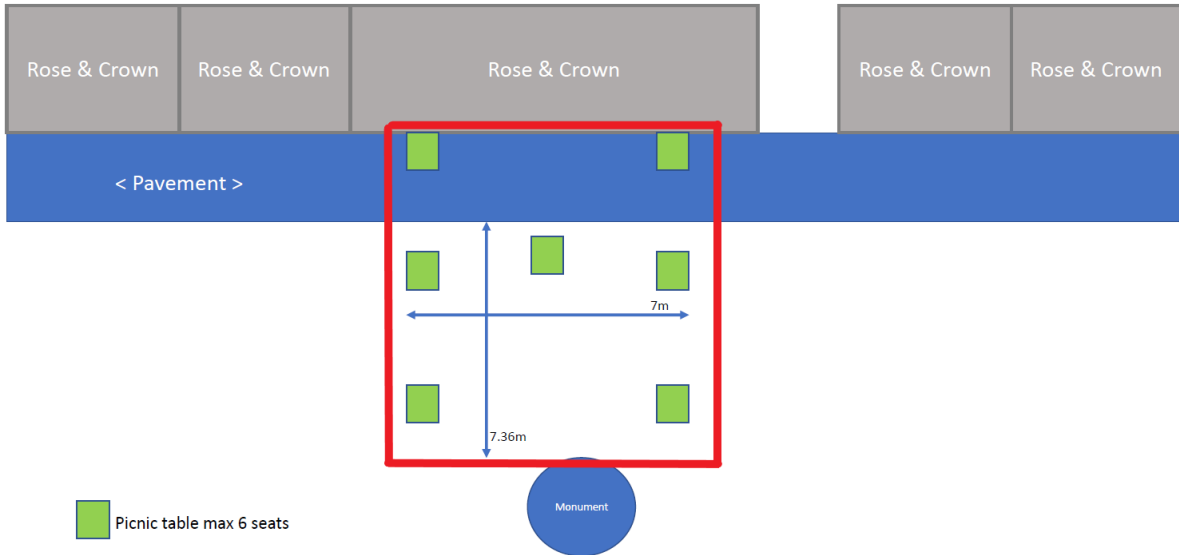 Rose & Crown
Rose & Crown
Rose & Crown
Rose & Crown
Rose & Crown
< Pavement >
7m
7.36m
Monument
Picnic table max 6 seats